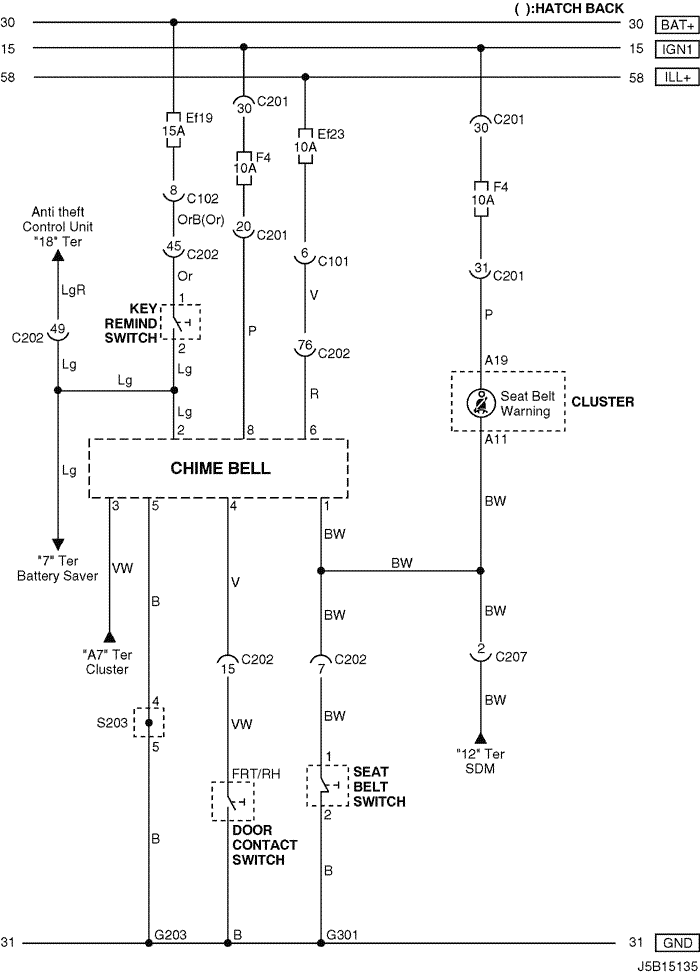 ( ):HATCH BACK
30
30 BAT+
15
15 IGN1
58
58 ILL+
Ef19
15A
30 C201
F4
10A
Ef23
10A
30 C201
F4
10A
8 C102
OrB(Or)
45 C202
Or
20 C201
6 C101
V
31 C201
P
Anti theft
Control Unit
"18" Ter
LgR
C202 49
Lg
KEY
REMIND
SWITCH
1
2
Lg
P
76 C202
R
A19
Seat Belt
Warning
CLUSTER
A11
Lg
Lg
Lg
2
8
6
CHIME BELL
3
5
4
1
BW
BW
"7" Ter
Battery Saver
VW
B
V
BW
BW
BW
"A7" Ter
Cluster
15 C202
7 C202
2 C207
S203
4
5
VW
BW
BW
"12" Ter
SDM
FRT/RH
DOOR
CONTACT
SWITCH
1
SEAT
BELT
SWITCH
2
B
B
31
G203
B
G301
31 GND
J5B15135